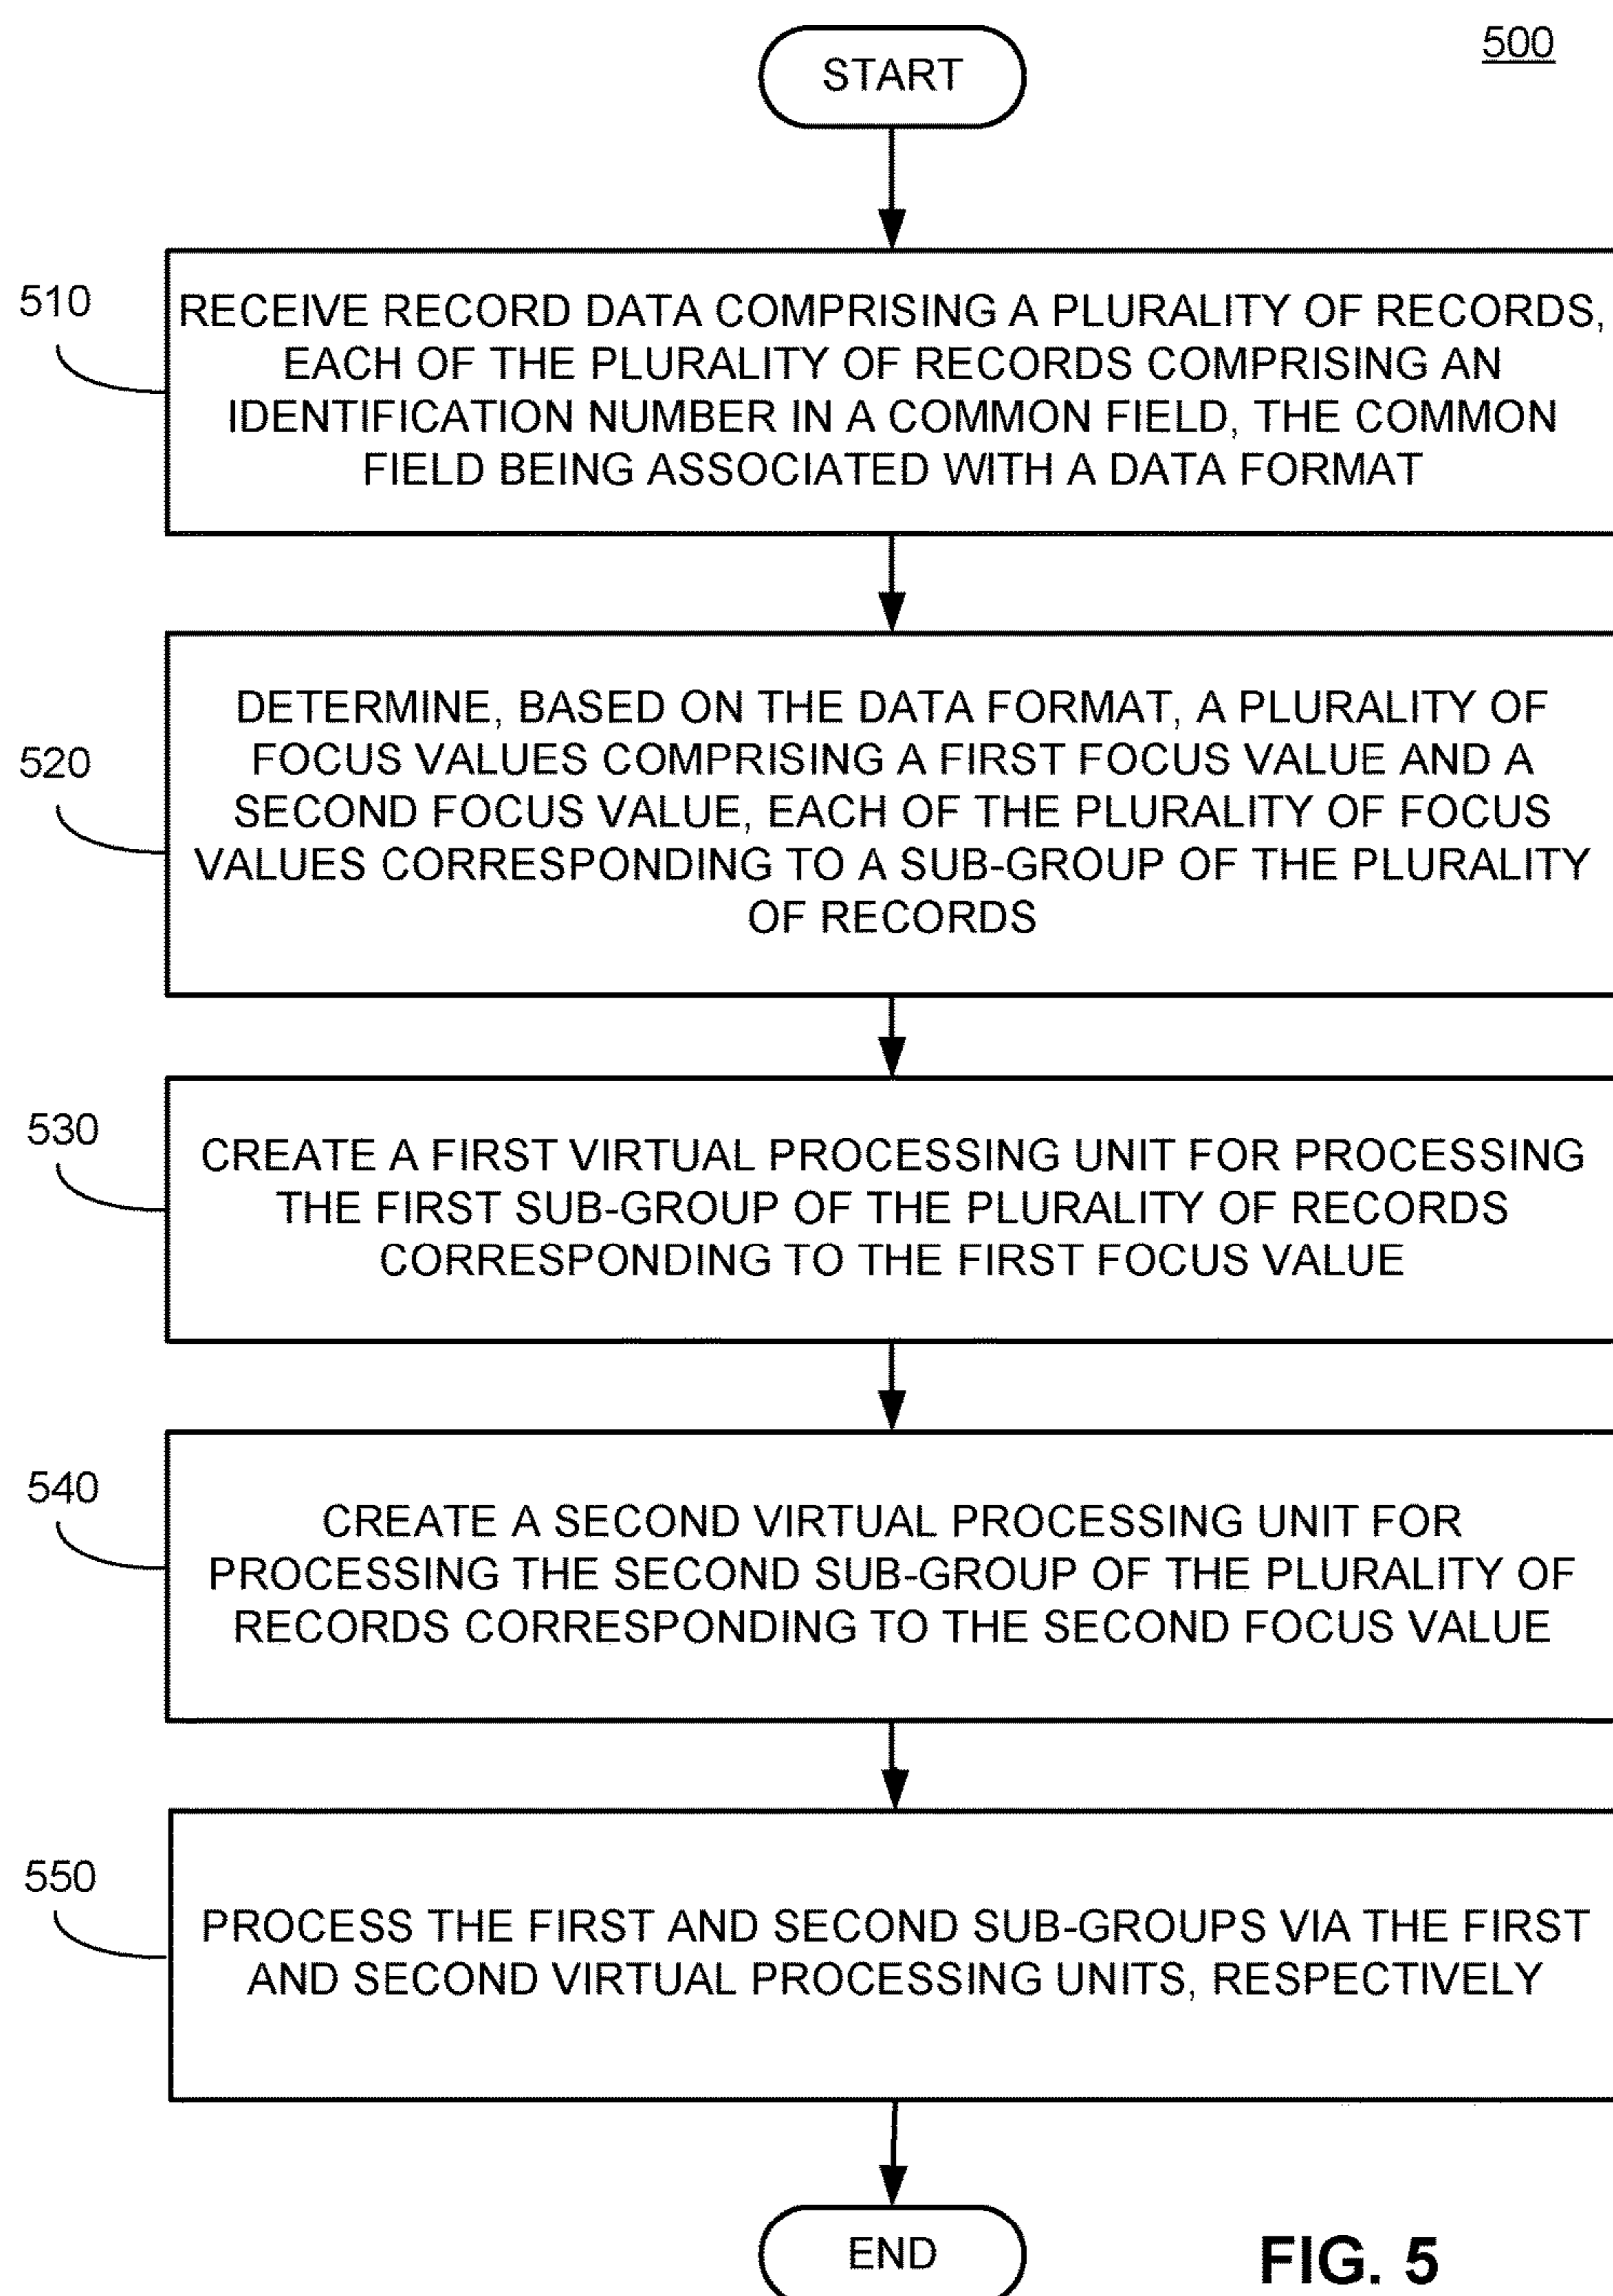 500
START
510
RECEIVE RECORD DATA COMPRISING A PLURALITY OF RECORDS,
EACH OF THE PLURALITY OF RECORDS COMPRISING AN
IDENTIFICATION NUMBER IN A COMMON FIELD, THE COMMON
FIELD BEING ASSOCIATED WITH A DATA FORMAT
520
DETERMINE, BASED ON THE DATA FORMAT, A PLURALITY OF
FOCUS VALUES COMPRISING A FIRST FOCUS VALUE AND A
SECOND FOCUS VALUE, EACH OF THE PLURALITY OF FOCUS
VALUES CORRESPONDING TO A SUB-GROUP OF THE PLURALITY
OF RECORDS
530
CREATE A FIRST VIRTUAL PROCESSING UNIT FOR PROCESSING
THE FIRST SUB-GROUP OF THE PLURALITY OF RECORDS
CORRESPONDING TO THE FIRST FOCUS VALUE
540
CREATE A SECOND VIRTUAL PROCESSING UNIT FOR
PROCESSING THE SECOND SUB-GROUP OF THE PLURALITY OF
RECORDS CORRESPONDING TO THE SECOND FOCUS VALUE
550
PROCESS THE FIRST AND SECOND SUB-GROUPS VIA THE FIRST
AND SECOND VIRTUAL PROCESSING UNITS, RESPECTIVELY
END
FIG. 5